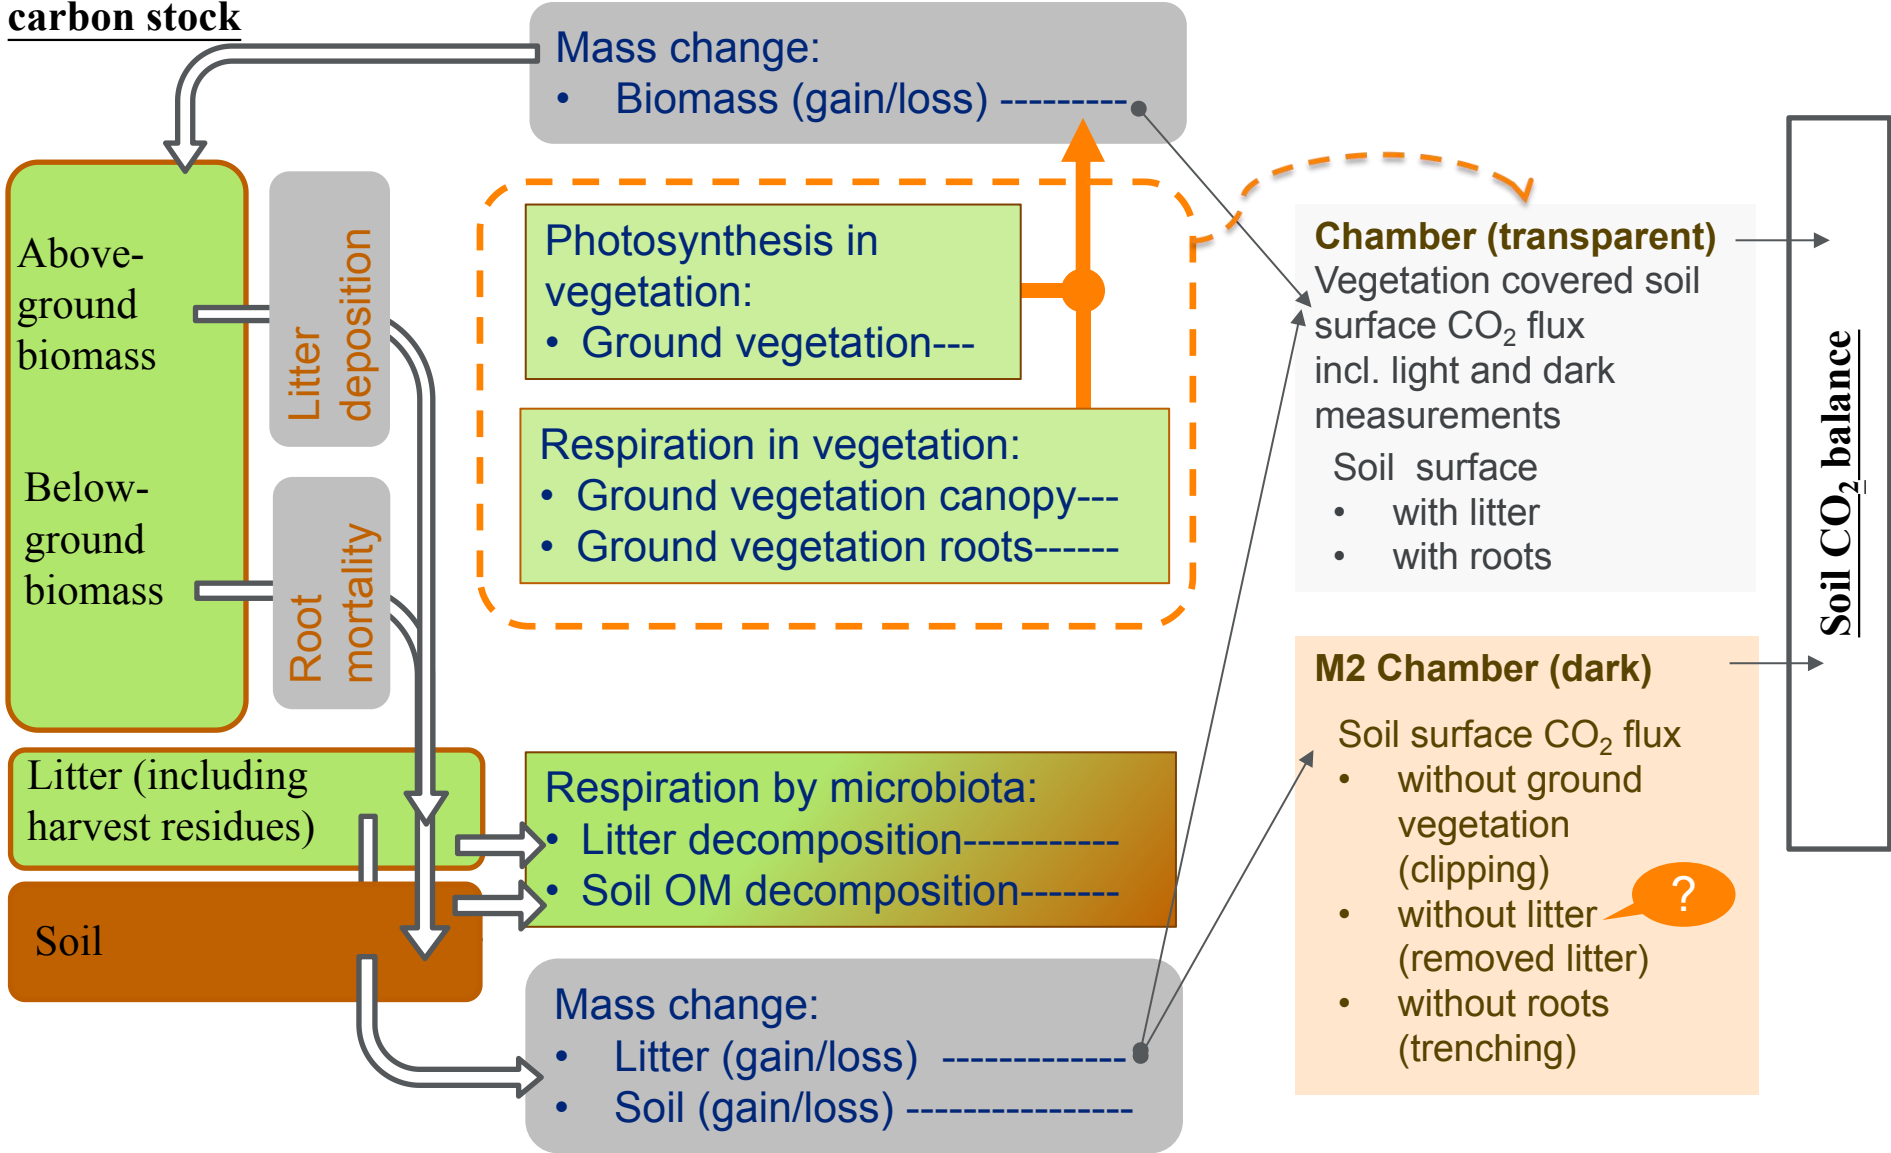 carbon stock
Mass change:
• Biomass (gain/loss) ---------
Above-
ground
biomass
Below-
ground
biomass
Litter
deposition
Root
mortality
Photosynthesis in
vegetation:
• Ground vegetation---
Respiration in vegetation:
• Ground vegetation canopy---
• Ground vegetation roots------
Litter (including
harvest residues)
Soil
Respiration by microbiota:
• Litter decomposition-----------
• Soil OM decomposition-------
Mass change:
• Litter (gain/loss) -------------
• Soil (gain/loss) ----------------
Chamber (transparent)
Vegetation covered soil
surface CO₂ flux
incl. light and dark
measurements
Soil surface
• with litter
• with roots
M2 Chamber (dark)
Soil surface CO₂ flux
• without ground
vegetation
(clipping)
• without litter
(removed litter)
• without roots
(trenching)
?
Soil CO₂ balance